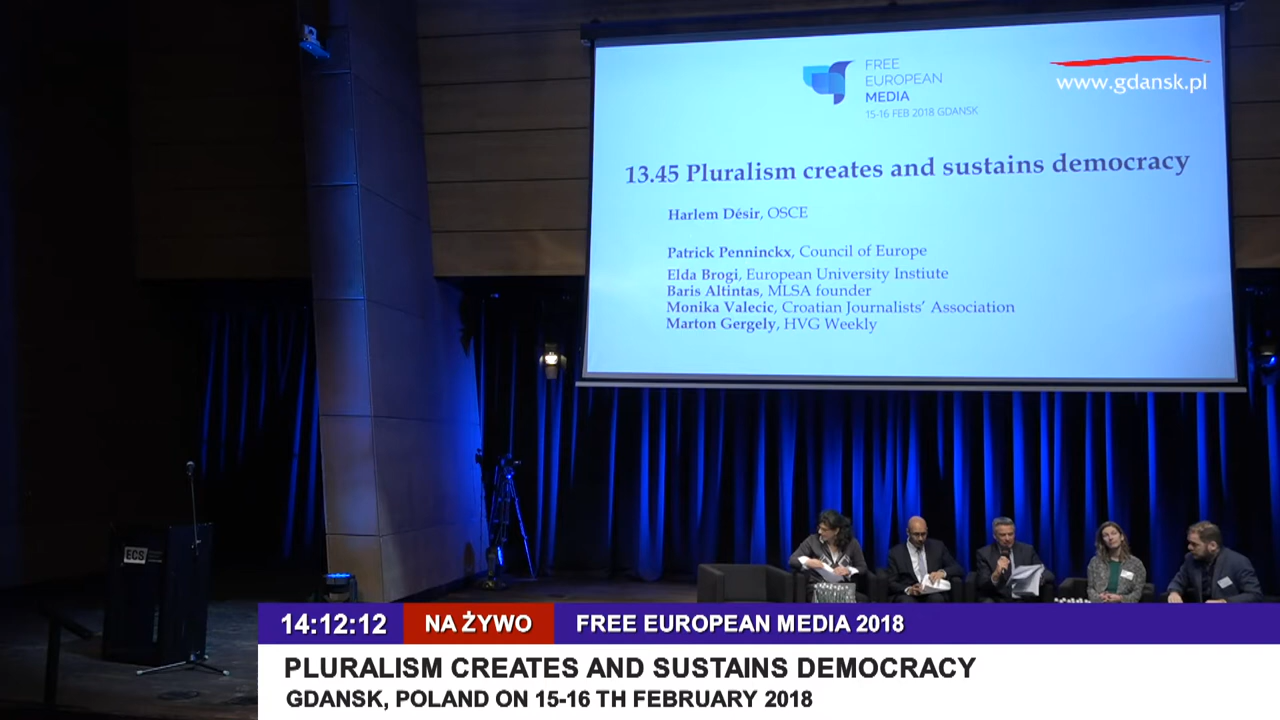 FREE
EUROPEAN
MEDIA
15-16 FEB 2018 GDANSK
www.gdansk.pl
13.45 Pluralism creates and sustains democracy
Harlem Désir, OSCE
Patrick Penninckx, Council of Europe
Elda Brogi, European University Instiute
Baris Altintas, MLSA founder
Monika Valecic, Croatian Journalists' Association
Marton Gergely, HVG Weekly
ECS
14:12:12 NA ŻYWO FREE EUROPEAN MEDIA 2018
PLURALISM CREATES AND SUSTAINS DEMOCRACY
GDANSK, POLAND ON 15-16 TH FEBRUARY 2018